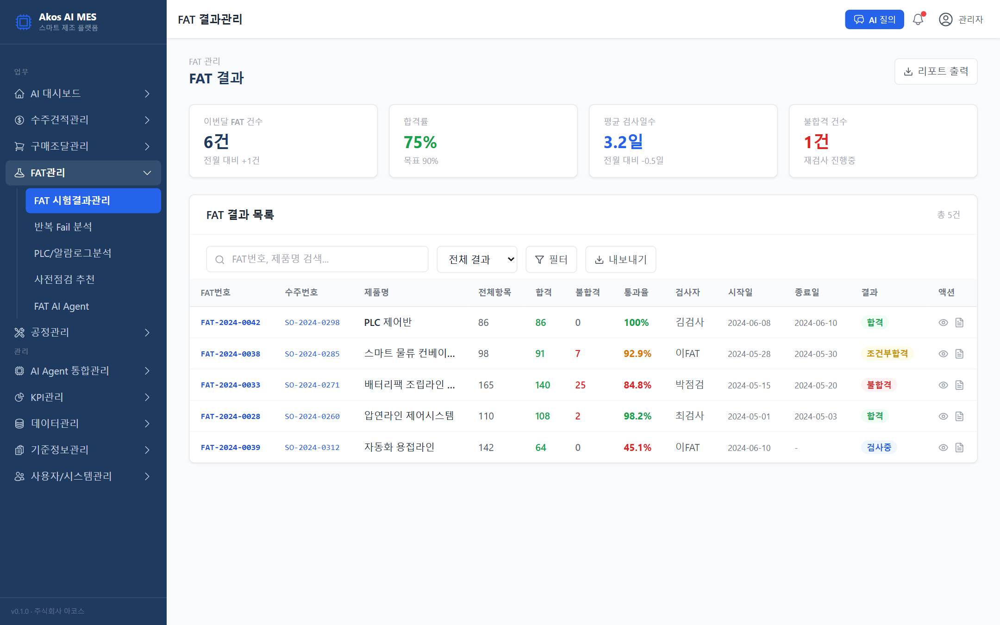 Akos AI MES
스마트 제조 플랫폼
업무
AI 대시보드
수주견적관리
구매조달관리
FAT관리
FAT 시험결과관리
반복 Fail 분석
PLC/알람로그분석
사전점검 추천
FAT AI Agent
공정관리
관리
AI Agent 통합관리
KPI관리
데이터관리
기준정보관리
사용자/시스템관리
v0.1.0 · 주식회사 아코스
FAT 결과관리
AI 질의
관리자
FAT 관리
FAT 결과
리포트 출력
이번달 FAT 건수
6건
전월 대비 +1건
합격률
75%
목표 90%
평균 검사일수
3.2일
전월 대비 -0.5일
불합격 건수
1건
재검사 진행중
FAT 결과 목록
총 5건
FAT번호, 제품명 검색...
전체 결과
필터
내보내기
FAT번호 수주번호 제품명 전체항목 합격 불합격 통과율 검사자 시작일 종료일 결과 액션
FAT-2024-0042 SO-2024-0298 PLC 제어반 86 86 0 100% 김검사 2024-06-08 2024-06-10 합격
FAT-2024-0038 SO-2024-0285 스마트 물류 컨베이... 98 91 7 92.9% 이FAT 2024-05-28 2024-05-30 조건부합격
FAT-2024-0033 SO-2024-0271 배터리팩 조립라인 ... 165 140 25 84.8% 박점검 2024-05-15 2024-05-20 불합격
FAT-2024-0028 SO-2024-0260 압연라인 제어시스템 110 108 2 98.2% 최검사 2024-05-01 2024-05-03 합격
FAT-2024-0039 SO-2024-0312 자동화 용접라인 142 64 0 45.1% 이FAT 2024-06-10 - 검사중